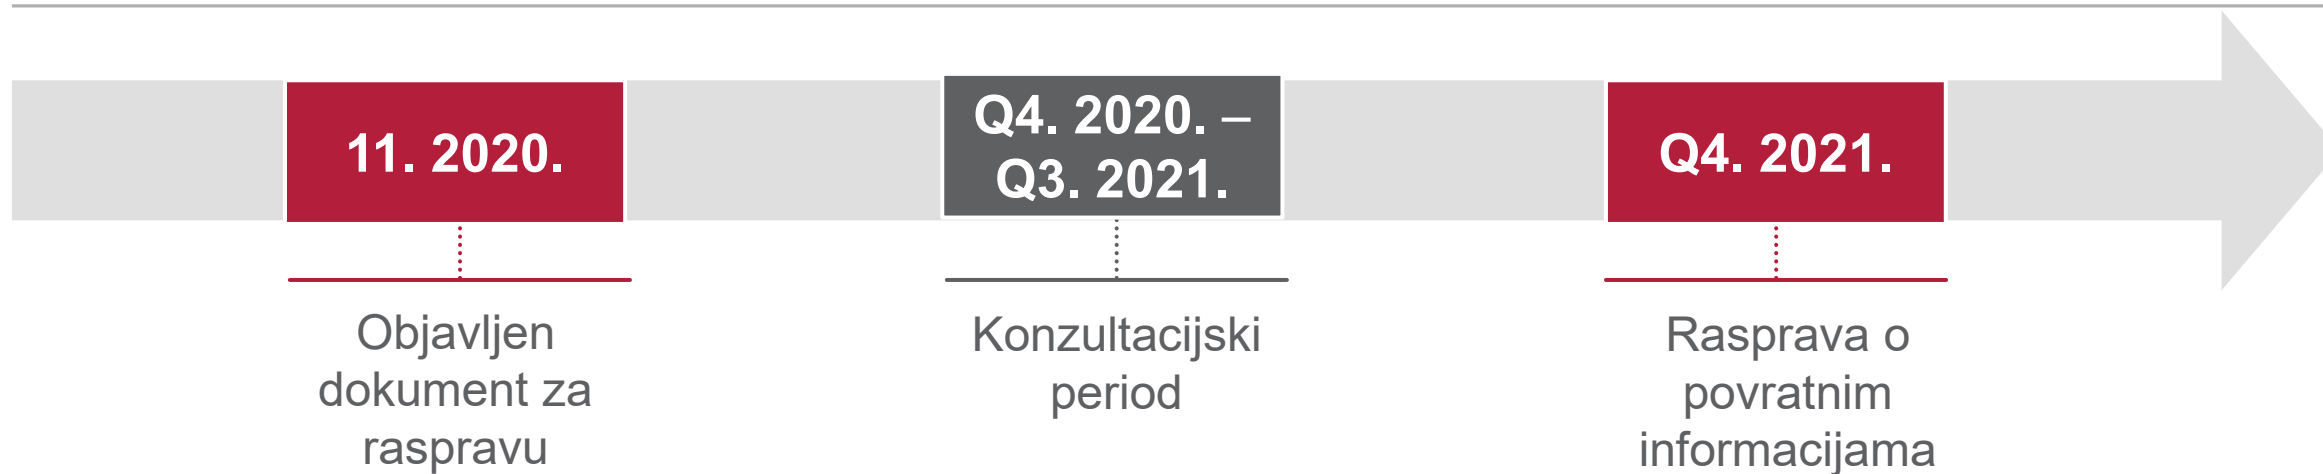 11. 2020.
Q4. 2020. –
Q3. 2021.
Q4. 2021.
Objavljen
dokument za
raspravu
Konzultacijski
period
Rasprava o
povratnim
informacijama